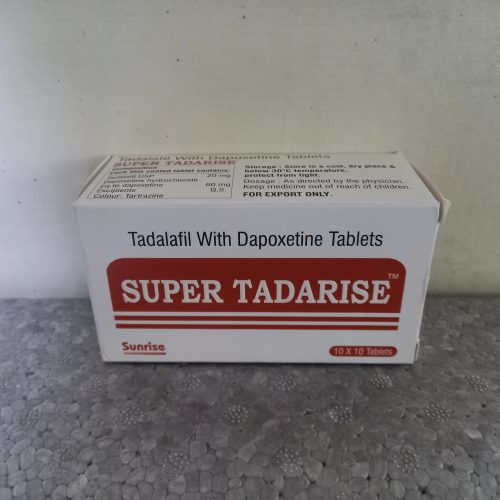 Tadalafil With Dapoxetine Tablets
SUPER TADARISE
Composition
Each film coated tablet contains:
Tadalafil USP 20 mg
Dapoxetine hydrochloride
Eq.to dapoxetine 60 mg
Excipients Q.S.
Colour: Tartrazine
Storage : Store in a cool, dry place &
below 30°C temperature,
protect from light.
Dosage : As directed by the physician.
Keep medicine out of reach of children.
FOR EXPORT ONLY.
Tadalafil With Dapoxetine Tablets
SUPER TADARISE™
Sunrise
10 X 10 Tablets